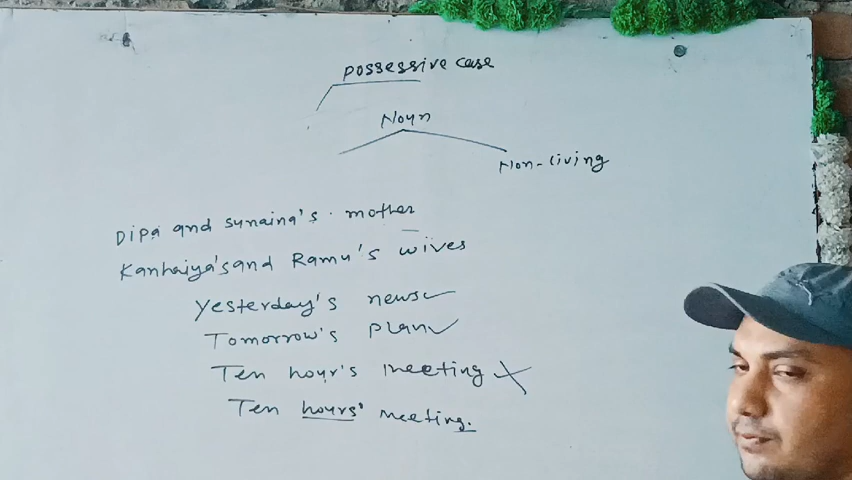 possessive case
Noun
Non-living
Dipa and sunaina's. mother
Kanhaiya's and Ramu's wives
Yesterday's news ✓
Tomorrow's plan ✓
Ten hour's meeting ✗
Ten hours' meeting.